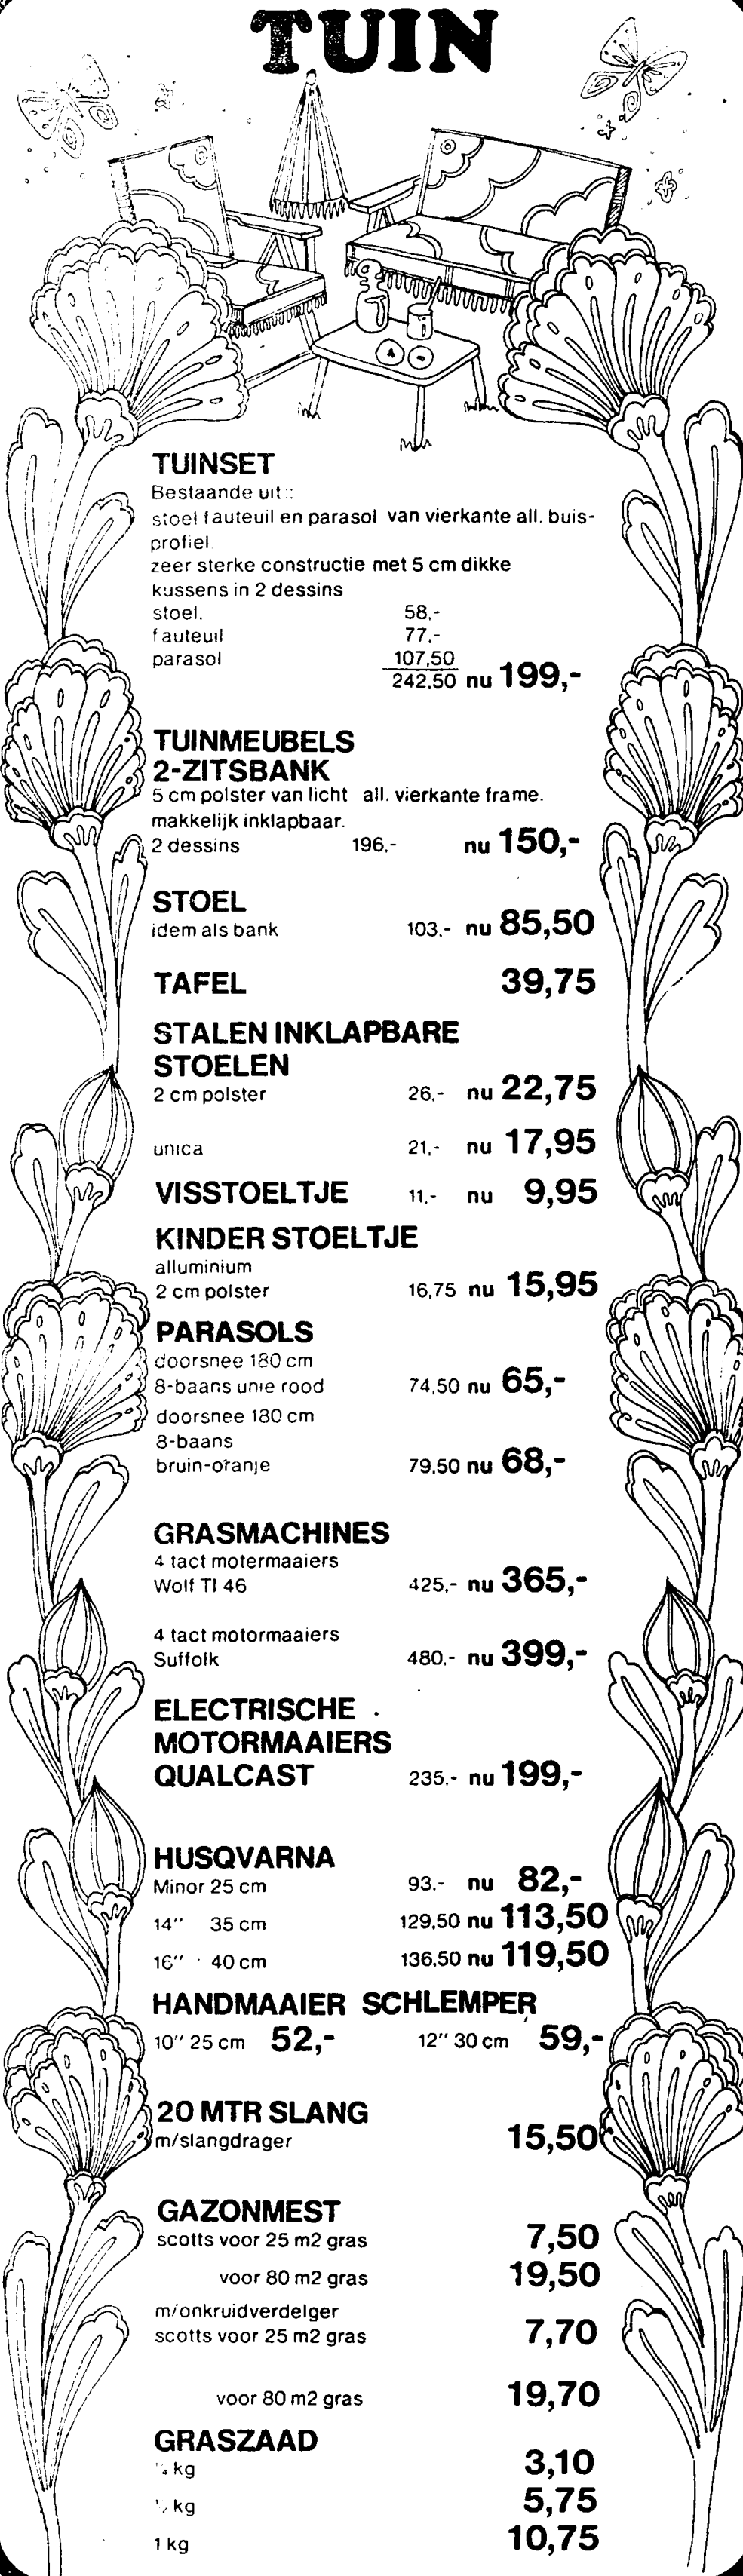 TUIN
TUINSET
Bestaande uit:
stoel fauteuil en parasol van vierkante all. buis-
profiel
zeer sterke constructie met 5 cm dikke
kussens in 2 dessins
stoel. 58,-
fauteuil 77,-
parasol 107,50
242,50 nu 199,-
TUINMEUBELS
2-ZITSBANK
5 cm polster van licht all. vierkante frame.
makkelijk inklapbaar.
2 dessins 196,- nu 150,-
STOEL
idem als bank 103,- nu 85,50
TAFEL 39,75
STALEN INKLAPBARE
STOELEN
2 cm polster 26,- nu 22,75
unica 21,- nu 17,95
VISSTOELTJE 11,- nu 9,95
KINDER STOELTJE
alluminium
2 cm polster 16,75 nu 15,95
PARASOLS
doorsnee 180 cm
8-baans unie rood 74,50 nu 65,-
doorsnee 180 cm
8-baans
bruin-oranje 79,50 nu 68,-
GRASMACHINES
4 tact motermaaiers
Wolf TI 46 425,- nu 365,-
4 tact motormaaiers
Suffolk 480,- nu 399,-
ELECTRISCHE
MOTORMAAIERS
QUALCAST 235,- nu 199,-
HUSQVARNA
Minor 25 cm 93,- nu 82,-
14" 35 cm 129,50 nu 113,50
16" 40 cm 136,50 nu 119,50
HANDMAAIER SCHLEMPER
10" 25 cm 52,- 12" 30 cm 59,-
20 MTR SLANG
m/slangdrager 15,50
GAZONMEST
scotts voor 25 m2 gras 7,50
voor 80 m2 gras 19,50
m/onkruidverdelger
scotts voor 25 m2 gras 7,70
voor 80 m2 gras 19,70
GRASZAAD
¼ kg 3,10
½ kg 5,75
1 kg 10,75